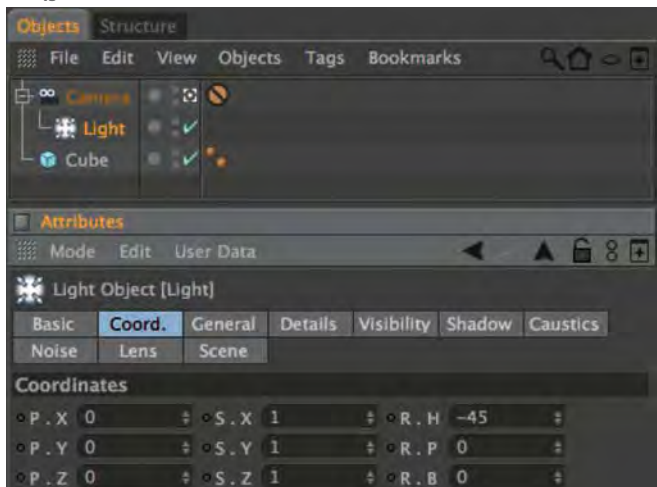 Objects Structure
File Edit View Objects Tags Bookmarks
Camera
Light
Cube
Attributes
Mode Edit User Data
Light Object [Light]
Basic Coord. General Details Visibility Shadow Caustics
Noise Lens Scene
Coordinates
P . X 0 S . X 1 R . H -45
P . Y 0 S . Y 1 R . P 0
P . Z 0 S . Z 1 R . B 0